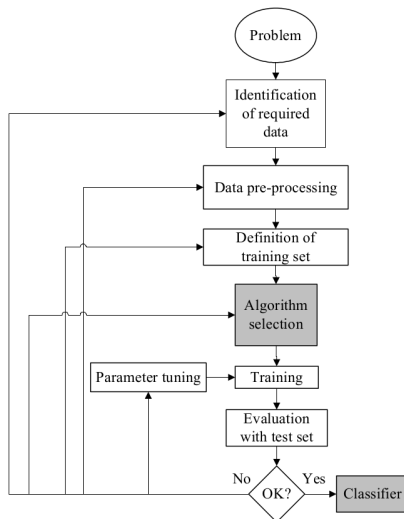 Problem
Identification
of required
data
Data pre-processing
Definition of
training set
Algorithm
selection
Parameter tuning
Training
Evaluation
with test set
No
OK?
Yes
Classifier